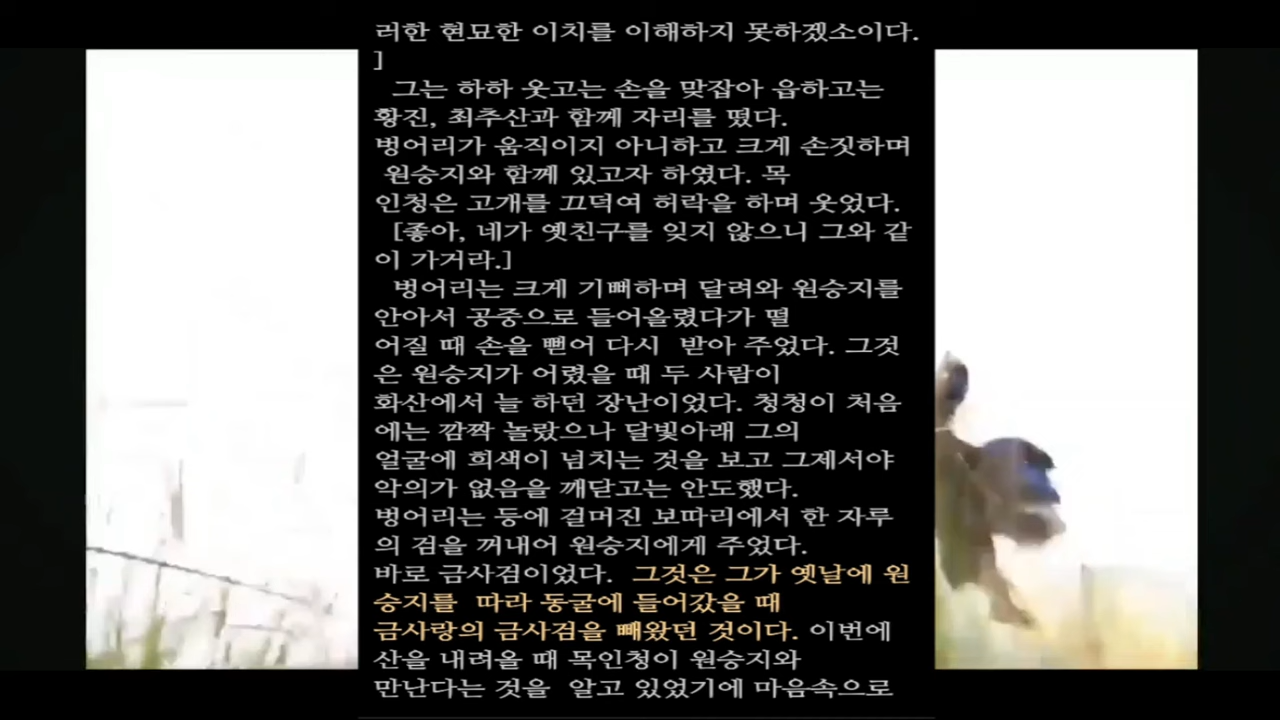 러한 현묘한 이치를 이해하지 못하겠소이다.
]
그는 하하 웃고는 손을 맞잡아 읍하고는
황진, 최추산과 함께 자리를 떴다.
벙어리가 움직이지 아니하고 크게 손짓하며
원승지와 함께 있고자 하였다. 목
인청은 고개를 끄덕여 허락을 하며 웃었다.
[좋아, 네가 옛친구를 잊지 않으니 그와 같
이 가거라.]
벙어리는 크게 기뻐하며 달려와 원승지를
안아서 공중으로 들어올렸다가 떨
어질 때 손을 뻗어 다시 받아 주었다. 그것
은 원승지가 어렸을 때 두 사람이
화산에서 늘 하던 장난이었다. 청청이 처음
에는 깜짝 놀랐으나 달빛아래 그의
얼굴에 희색이 넘치는 것을 보고 그제서야
악의가 없음을 깨닫고는 안도했다.
벙어리는 등에 걸머진 보따리에서 한 자루
의 검을 꺼내어 원승지에게 주었다.
바로 금사검이었다. 그것은 그가 옛날에 원
승지를 따라 동굴에 들어갔을 때
금사랑의 금사검을 빼왔던 것이다. 이번에
산을 내려올 때 목인청이 원승지와
만난다는 것을 알고 있었기에 마음속으로